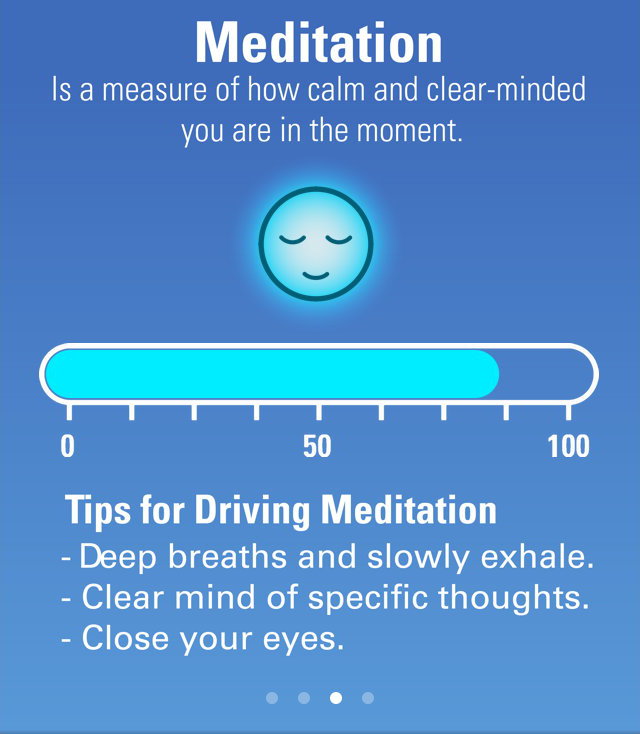 Meditation
Is a measure of how calm and clear-minded
you are in the moment.
0 50 100
Tips for Driving Meditation
- Deep breaths and slowly exhale.
- Clear mind of specific thoughts.
- Close your eyes.